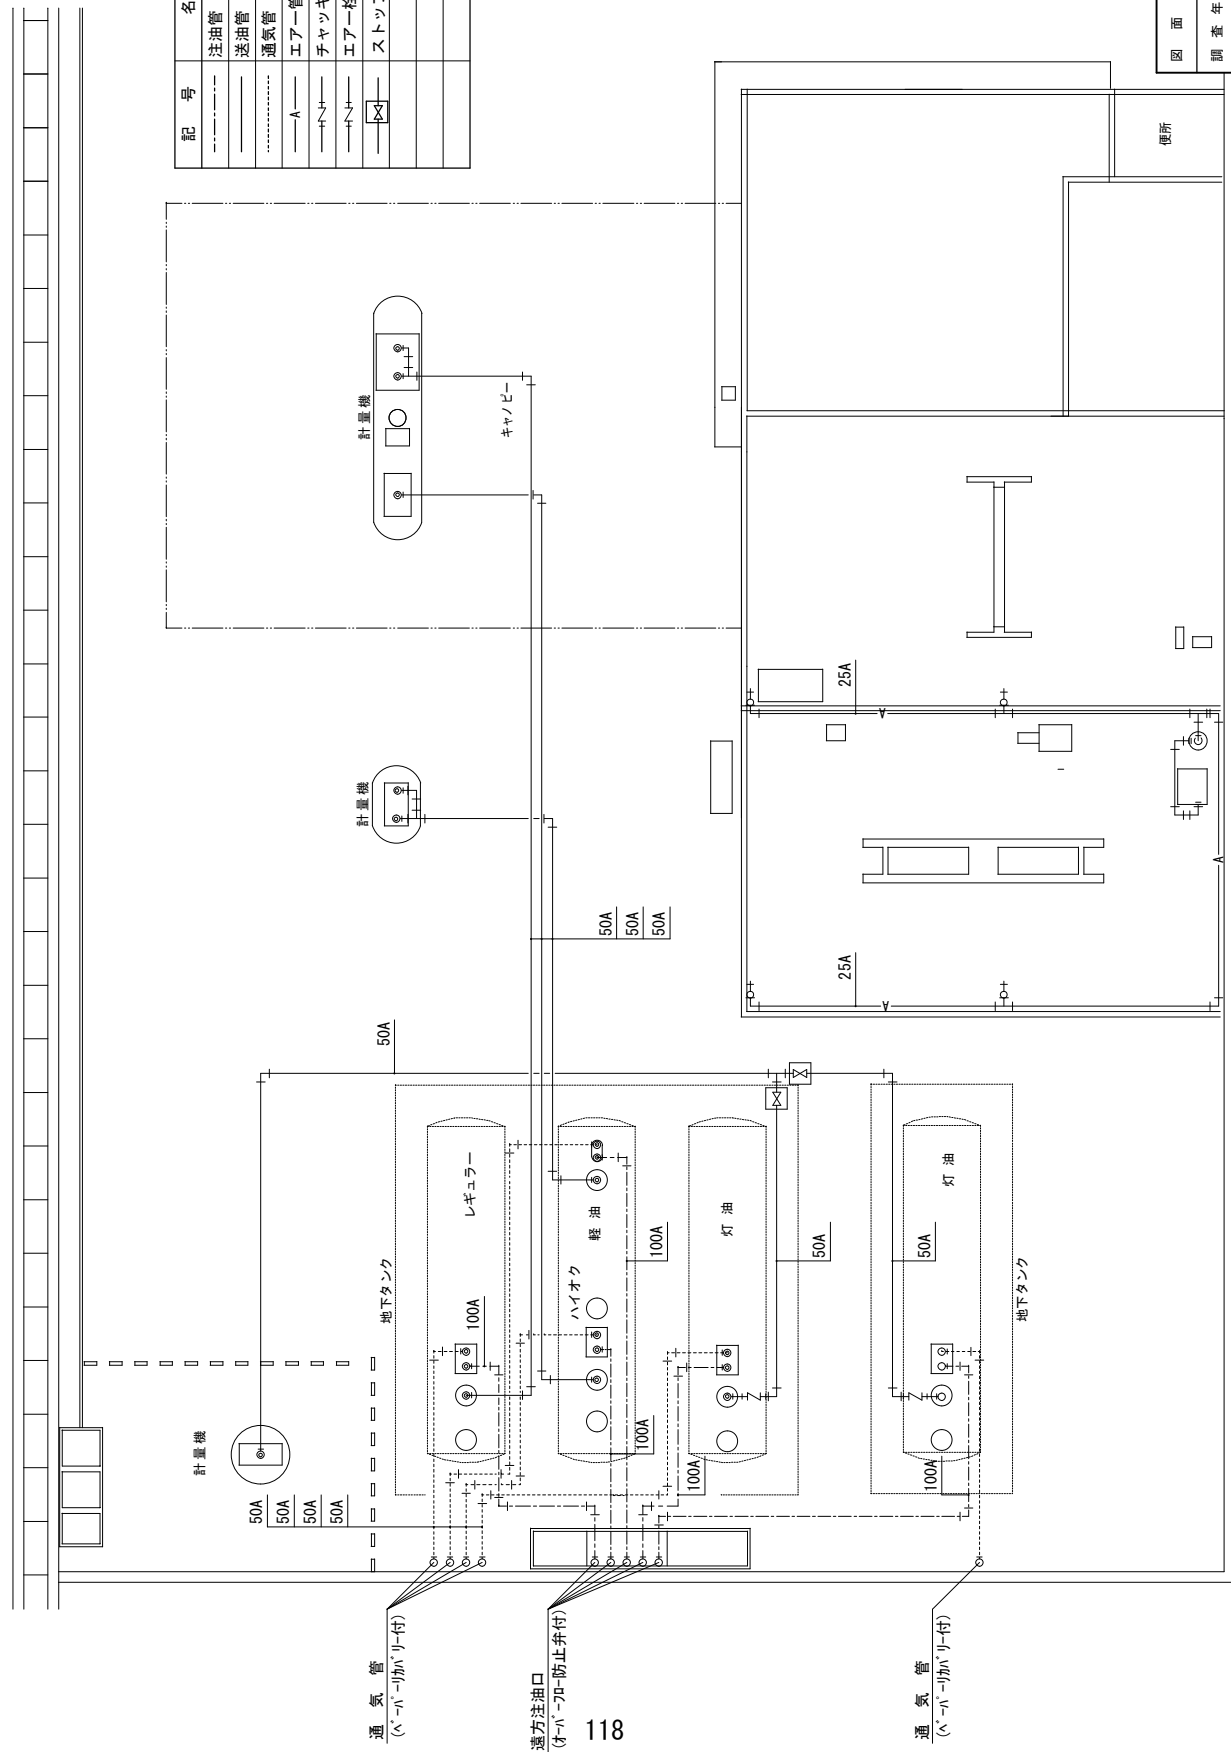 記 号
名
注油管
送油管
通気管
A
エアー管
チャッキ
エアー栓
図 面
調 査 年
便所
計 量 機
キャノピー
計 量 機
25A
A
50A
50A
50A
25A
A
A
50A
地下タンク
レギュラー
100A
ハイオク
軽 油
100A
灯 油
50A
灯 油
50A
地下タンク
計 量 機
50A
50A
50A
50A
100A
100A
100A
通 気 管
(ベーパーリカバリー付)
遠方注油口
(オーバーフロー防止弁付)
通 気 管
(ベーパーリカバリー付)
118